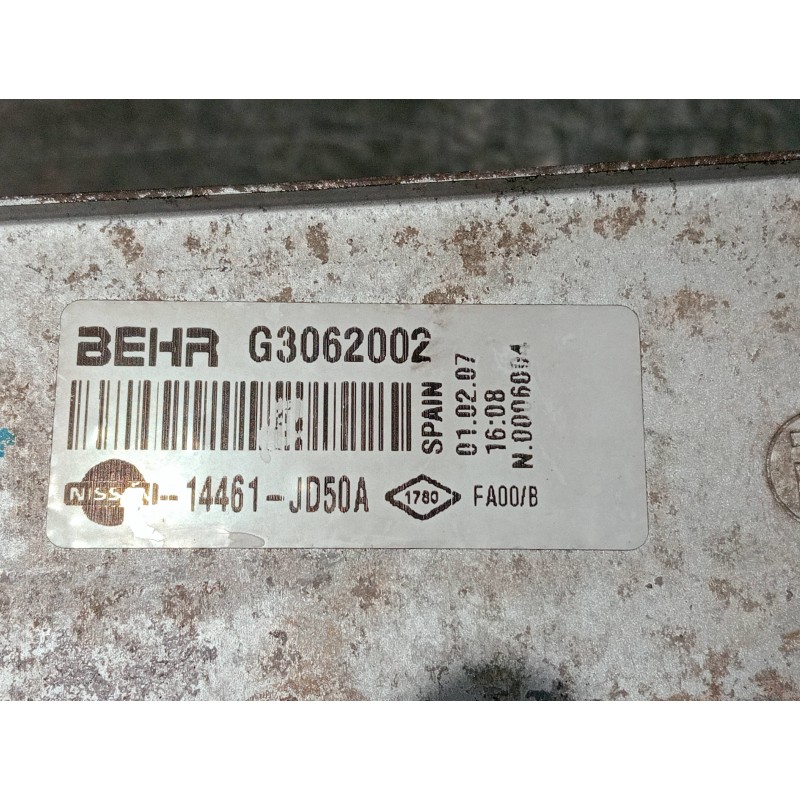 BEHR G3062002
SPAIN
01.02.07
16:08
NISSAN I-14461-JD50A 1780 FA00/B